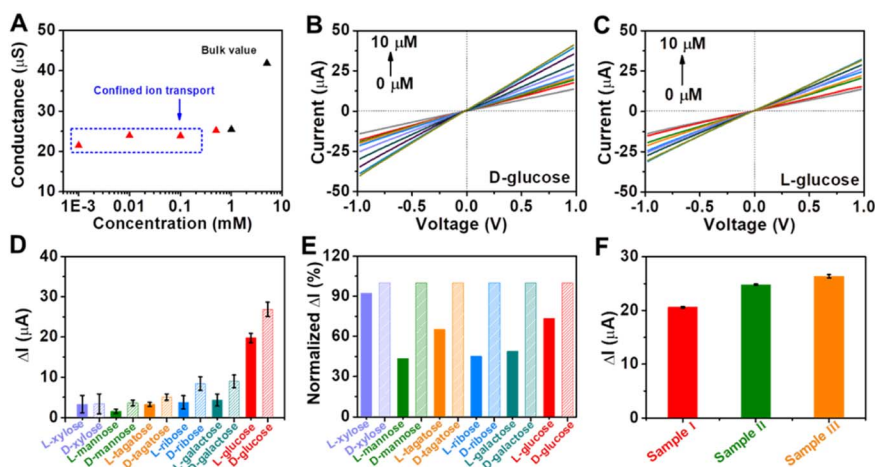 A
Conductance (μS)
50
40
30
20
10
Bulk value
Confined ion transport
1E-3
0.01
0.1
1
10
Concentration (mM)
B
Current (μA)
50
25
0
-25
-50
10 μM
0 μM
D-glucose
-1.0
-0.5
0.0
0.5
1.0
Voltage (V)
C
Current (μA)
50
25
0
-25
-50
10 μM
0 μM
L-glucose
-1.0
-0.5
0.0
0.5
1.0
Voltage (V)
D
ΔI (μA)
40
30
20
10
0
L-xylose
D-xylose
L-mannose
D-mannose
L-tagatose
D-tagatose
L-ribose
D-ribose
L-galactose
D-galactose
L-glucose
D-glucose
E
Normalized ΔI (%)
120
90
60
30
0
L-xylose
D-xylose
L-mannose
D-mannose
L-tagatose
D-tagatose
L-ribose
D-ribose
L-galactose
D-galactose
L-glucose
D-glucose
F
ΔI (μA)
30
20
10
0
Sample I
Sample II
Sample III